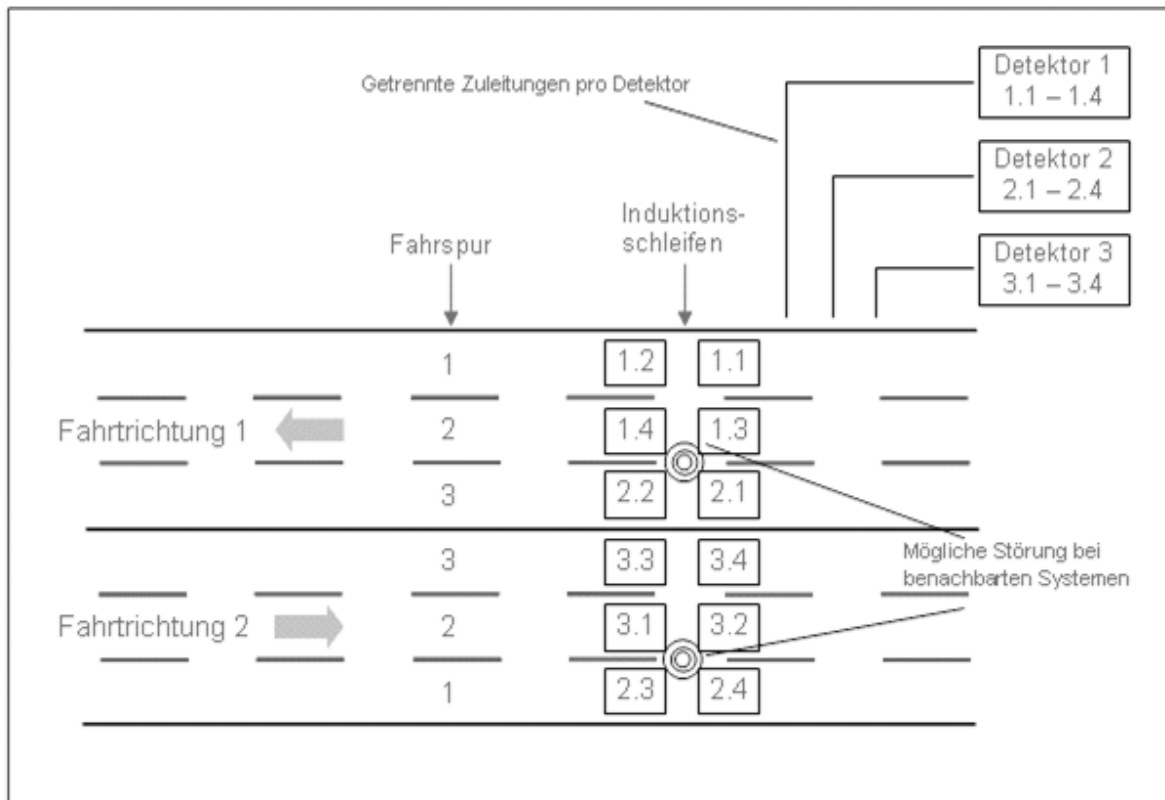 Detektor 1
1.1 – 1.4
Getrennte Zuleitungen pro Detektor
Detektor 2
2.1 – 2.4
Induktions-
schleifen
Fahrspur
Detektor 3
3.1 – 3.4
1
1.2
1.1
Fahrtrichtung 1
2
1.4
1.3
3
2.2
2.1
3
3.3
3.4
Mögliche Störung bei
benachbarten Systemen
Fahrtrichtung 2
2
3.1
3.2
1
2.3
2.4